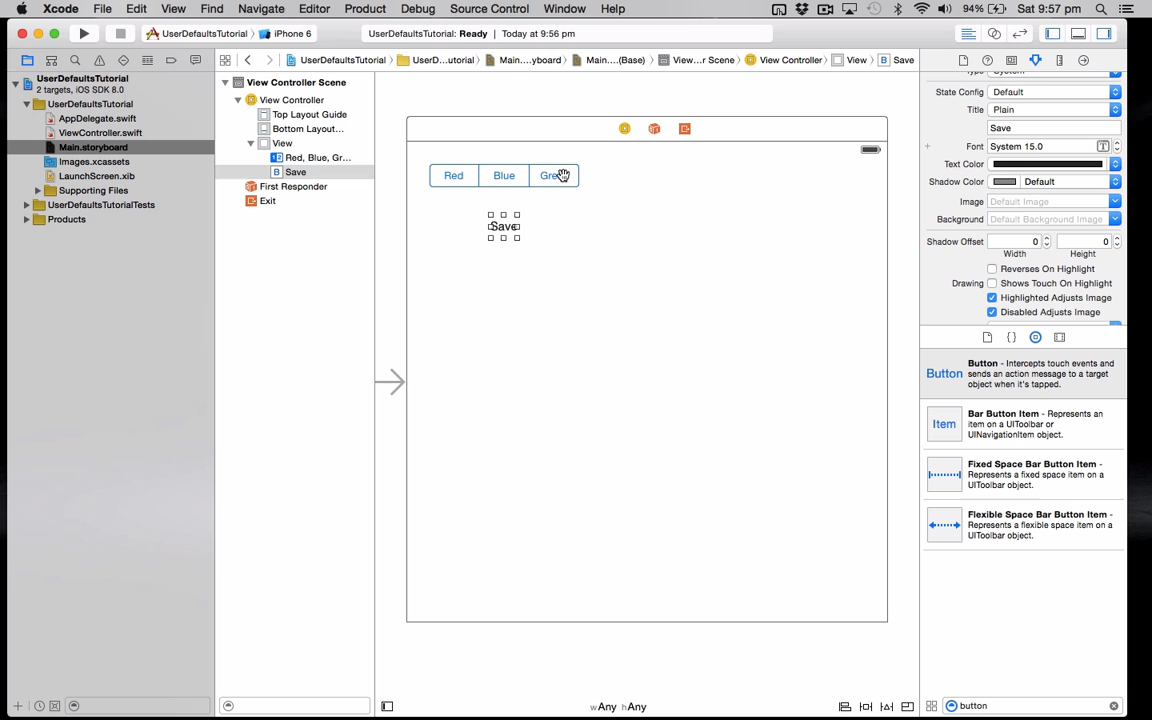 Xcode File Edit View Find Navigate Editor Product Debug Source Control Window Help 94% Sat 9:57 pm
UserDefaultsTutorial iPhone 6 UserDefaultsTutorial: Ready | Today at 9:56 pm
UserDefaultsTutorial UserD...utorial Main....yboard Main....(Base) View...r Scene View Controller View B Save
UserDefaultsTutorial
2 targets, iOS SDK 8.0
UserDefaultsTutorial
AppDelegate.swift
ViewController.swift
Main.storyboard
Images.xcassets
LaunchScreen.xib
Supporting Files
UserDefaultsTutorialTests
Products
View Controller Scene
View Controller
Top Layout Guide
Bottom Layout...
View
Red, Blue, Gr...
B Save
First Responder
Exit
Red Blue
Save
wAny hAny
State Config Default
Title Plain
Save
Font System 15.0
Text Color
Shadow Color Default
Image Default Image
Background Default Background Image
Shadow Offset 0 0
Width Height
Reverses On Highlight
Drawing Shows Touch On Highlight
Highlighted Adjusts Image
Disabled Adjusts Image
Button Button - Intercepts touch events and
sends an action message to a target
object when it's tapped.
Item Bar Button Item - Represents an
item on a UIToolbar or
UINavigationItem object.
Fixed Space Bar Button Item -
Represents a fixed space item on a
UIToolbar object.
Flexible Space Bar Button Item -
Represents a flexible space item on a
UIToolbar object.
button